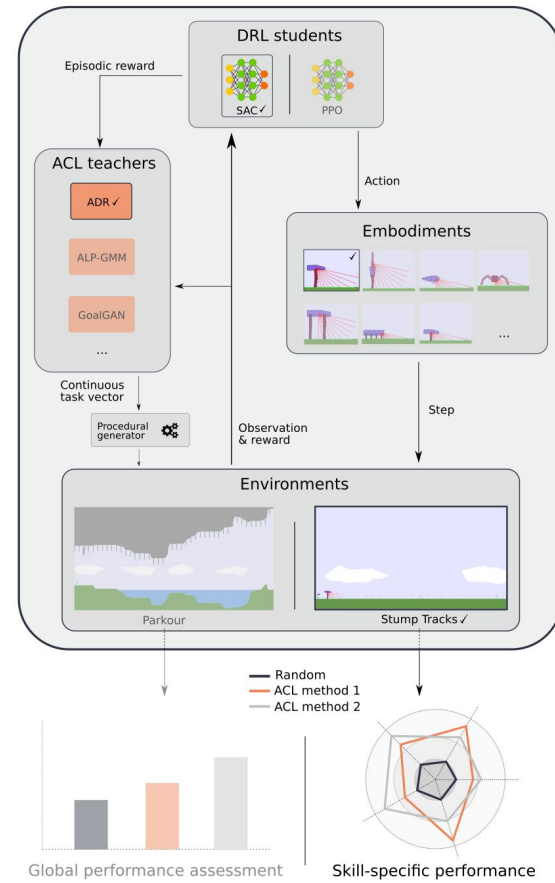 DRL students
SAC✓
PPO
Episodic reward
ACL teachers
ADR✓
ALP-GMM
GoalGAN
...
Action
Embodiments
✓
...
Continuous
task vector
Procedural
generator
Observation
& reward
Step
Environments
Parkour
Stump Tracks✓
Random
ACL method 1
ACL method 2
Global performance assessment
Skill-specific performance